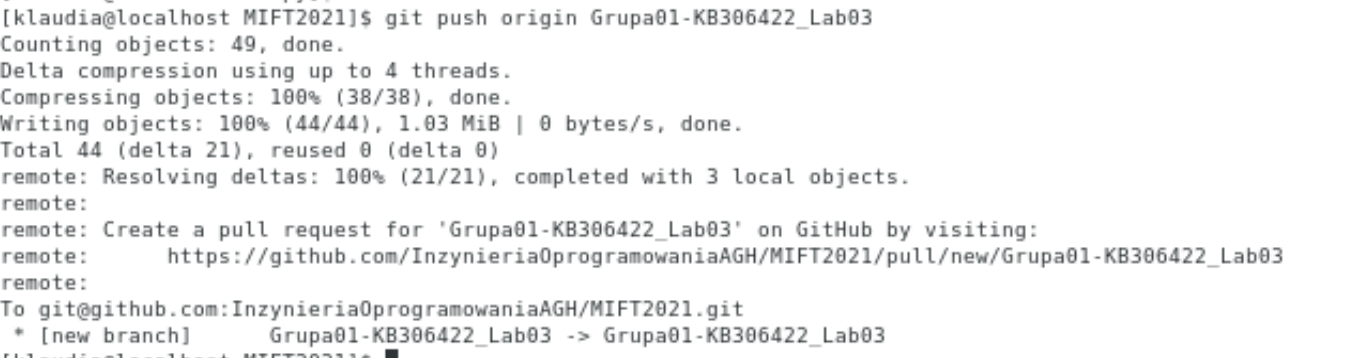 [klaudia@localhost MIFT2021]$ git push origin Grupa01-KB306422_Lab03
Counting objects: 49, done.
Delta compression using up to 4 threads.
Compressing objects: 100% (38/38), done.
Writing objects: 100% (44/44), 1.03 MiB | 0 bytes/s, done.
Total 44 (delta 21), reused 0 (delta 0)
remote: Resolving deltas: 100% (21/21), completed with 3 local objects.
remote:
remote: Create a pull request for 'Grupa01-KB306422_Lab03' on GitHub by visiting:
remote:      https://github.com/InzynieriaOprogramowaniaAGH/MIFT2021/pull/new/Grupa01-KB306422_Lab03
remote:
To git@github.com:InzynieriaOprogramowaniaAGH/MIFT2021.git
 * [new branch]      Grupa01-KB306422_Lab03 -> Grupa01-KB306422_Lab03
[klaudia@localhost MIFT2021]$